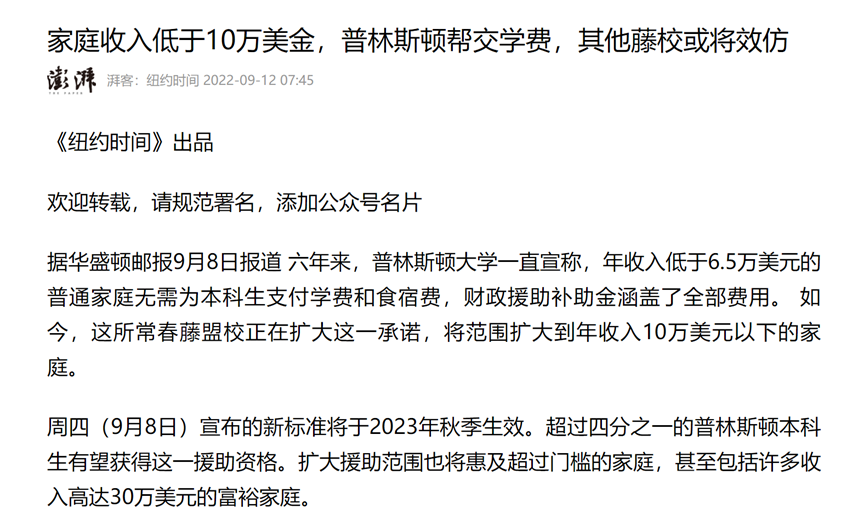 家庭收入低于10万美金，普林斯顿帮交学费，其他藤校或将效仿
澎湃
THE PAPER
湃客：纽约时间 2022-09-12 07:45
《纽约时间》出品
欢迎转载，请规范署名，添加公众号名片
据华盛顿邮报9月8日报道 六年来，普林斯顿大学一直宣称，年收入低于6.5万美元的
普通家庭无需为本科生支付学费和食宿费，财政援助补助金涵盖了全部费用。 如
今，这所常春藤盟校正在扩大这一承诺，将范围扩大到年收入10万美元以下的家
庭。
周四（9月8日）宣布的新标准将于2023年秋季生效。超过四分之一的普林斯顿本科
生有望获得这一援助资格。扩大援助范围也将惠及超过门槛的家庭，甚至包括许多收
入高达30万美元的富裕家庭。